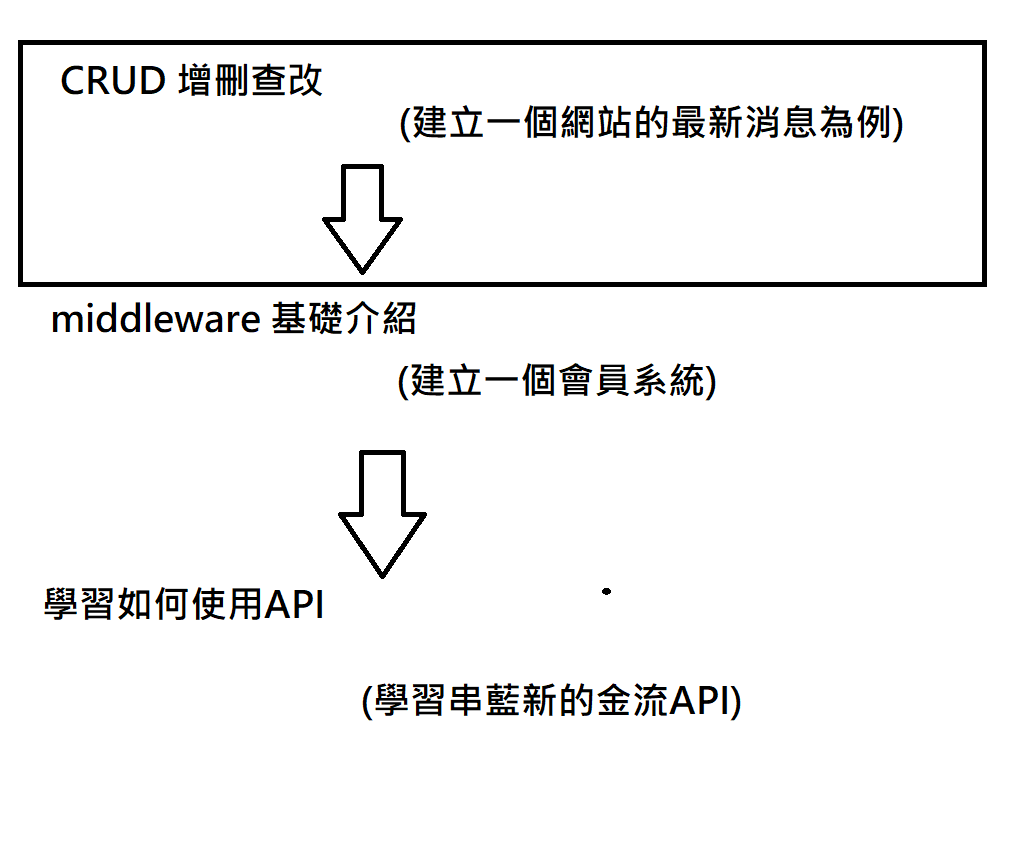 CRUD 增刪查改
(建立一個網站的最新消息為例)
middleware 基礎介紹
(建立一個會員系統)
學習如何使用API
(學習串藍新的金流API)